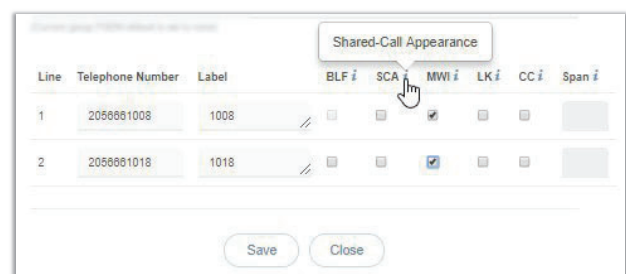 Shared-Call Appearance
Line Telephone Number Label BLF i SCA i MWI i LK i CC i Span i
1 2056661008 1008
2 2056661018 1018
Save Close